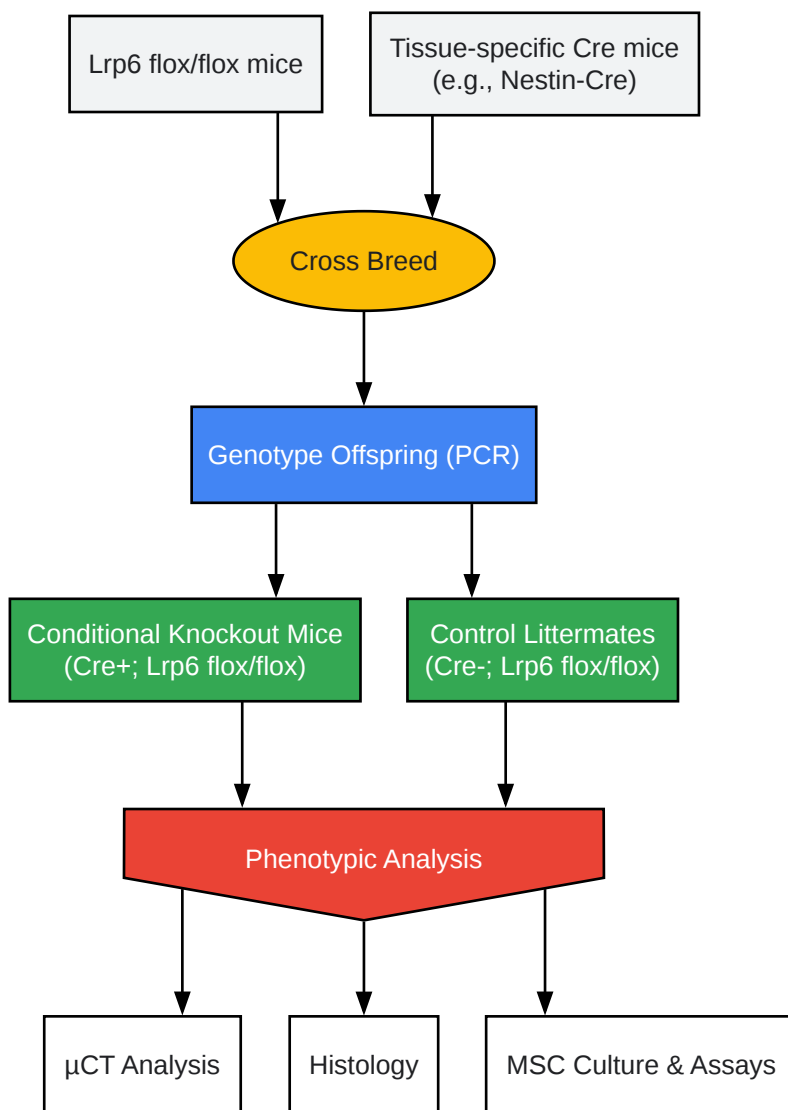 Lrp6 flox/flox mice
Tissue-specific Cre mice
(e.g., Nestin-Cre)
Cross Breed
Genotype Offspring (PCR)
Conditional Knockout Mice
(Cre+; Lrp6 flox/flox)
Control Littermates
(Cre-; Lrp6 flox/flox)
Phenotypic Analysis
µCT Analysis
Histology
MSC Culture & Assays